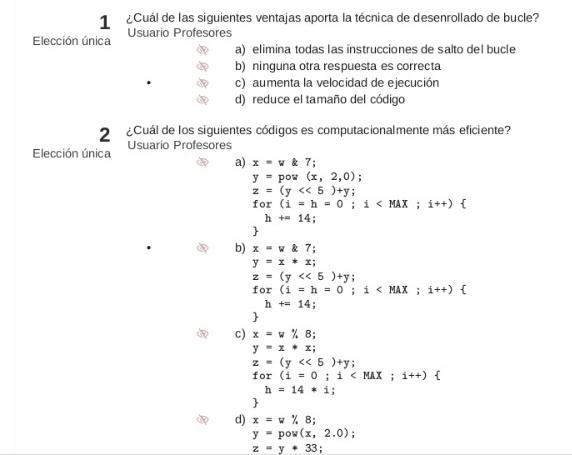 1 ¿Cuál de las siguientes ventajas aporta la técnica de desenrollado de bucle?
Elección única Usuario Profesores
a) elimina todas las instrucciones de salto del bucle
b) ninguna otra respuesta es correcta
c) aumenta la velocidad de ejecución
d) reduce el tamaño del código
2 ¿Cuál de los siguientes códigos es computacionalmente más eficiente?
Elección única Usuario Profesores
a) x = w & 7;
y = pow (x, 2,0);
z = (y << 5 )+y;
for (i = h = 0 ; i < MAX ; i++) {
h += 14;
}
b) x = w & 7;
y = x * x;
z = (y << 5 )+y;
for (i = h = 0 ; i < MAX ; i++) {
h += 14;
}
c) x = w % 8;
y = x * x;
z = (y << 5 )+y;
for (i = 0 ; i < MAX ; i++) {
h = 14 * i;
}
d) x = w % 8;
y = pow(x, 2.0);
z = y * 33;